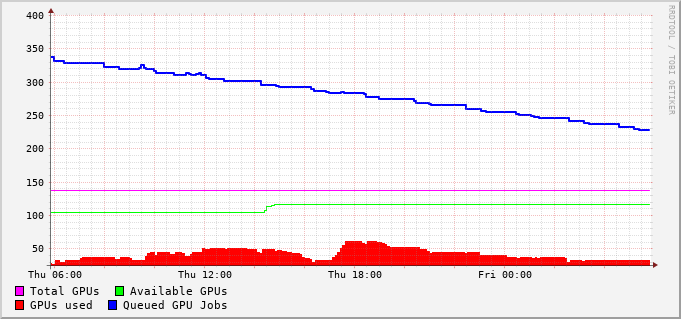 400
350
300
250
200
150
100
50
Thu 06:00 Thu 12:00 Thu 18:00 Fri 00:00
Total GPUs Available GPUs
GPUs used Queued GPU Jobs
RRDTOOL / TOBI OETIKER